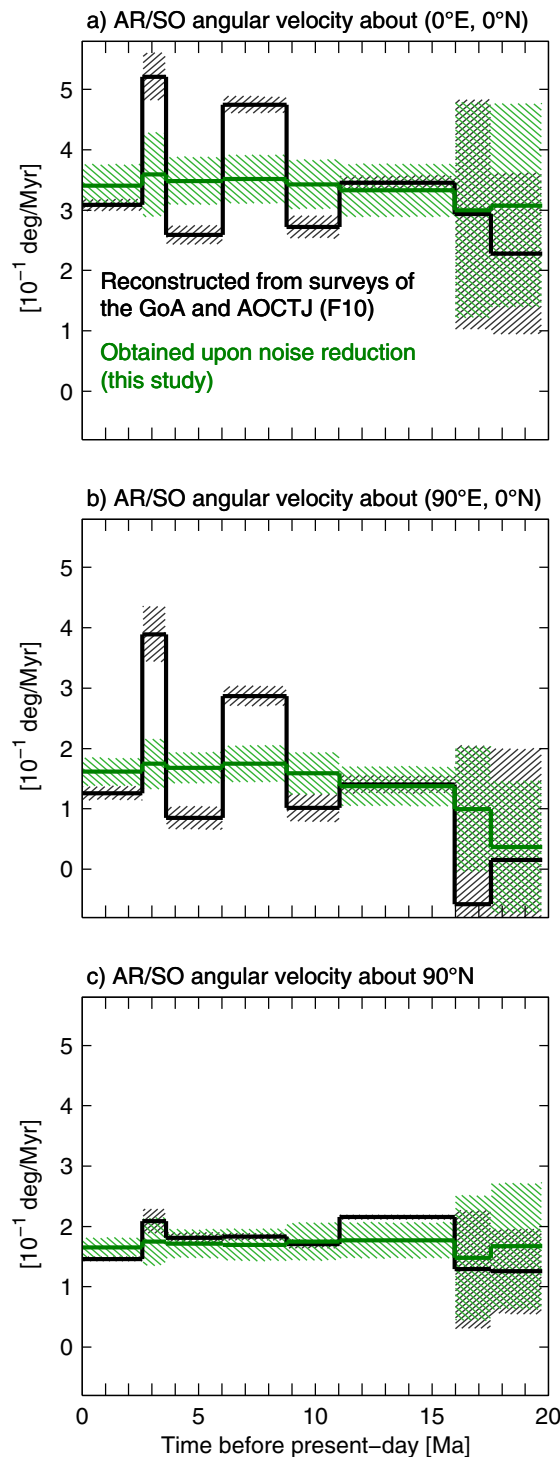 a) AR/SO angular velocity about (0°E, 0°N)
5
4
3
2
1
0
[10⁻¹ deg/Myr]
Reconstructed from surveys of
the GoA and AOCTJ (F10)
Obtained upon noise reduction
(this study)
b) AR/SO angular velocity about (90°E, 0°N)
5
4
3
2
1
0
[10⁻¹ deg/Myr]
c) AR/SO angular velocity about 90°N
5
4
3
2
1
0
[10⁻¹ deg/Myr]
0 5 10 15 20
Time before present−day [Ma]